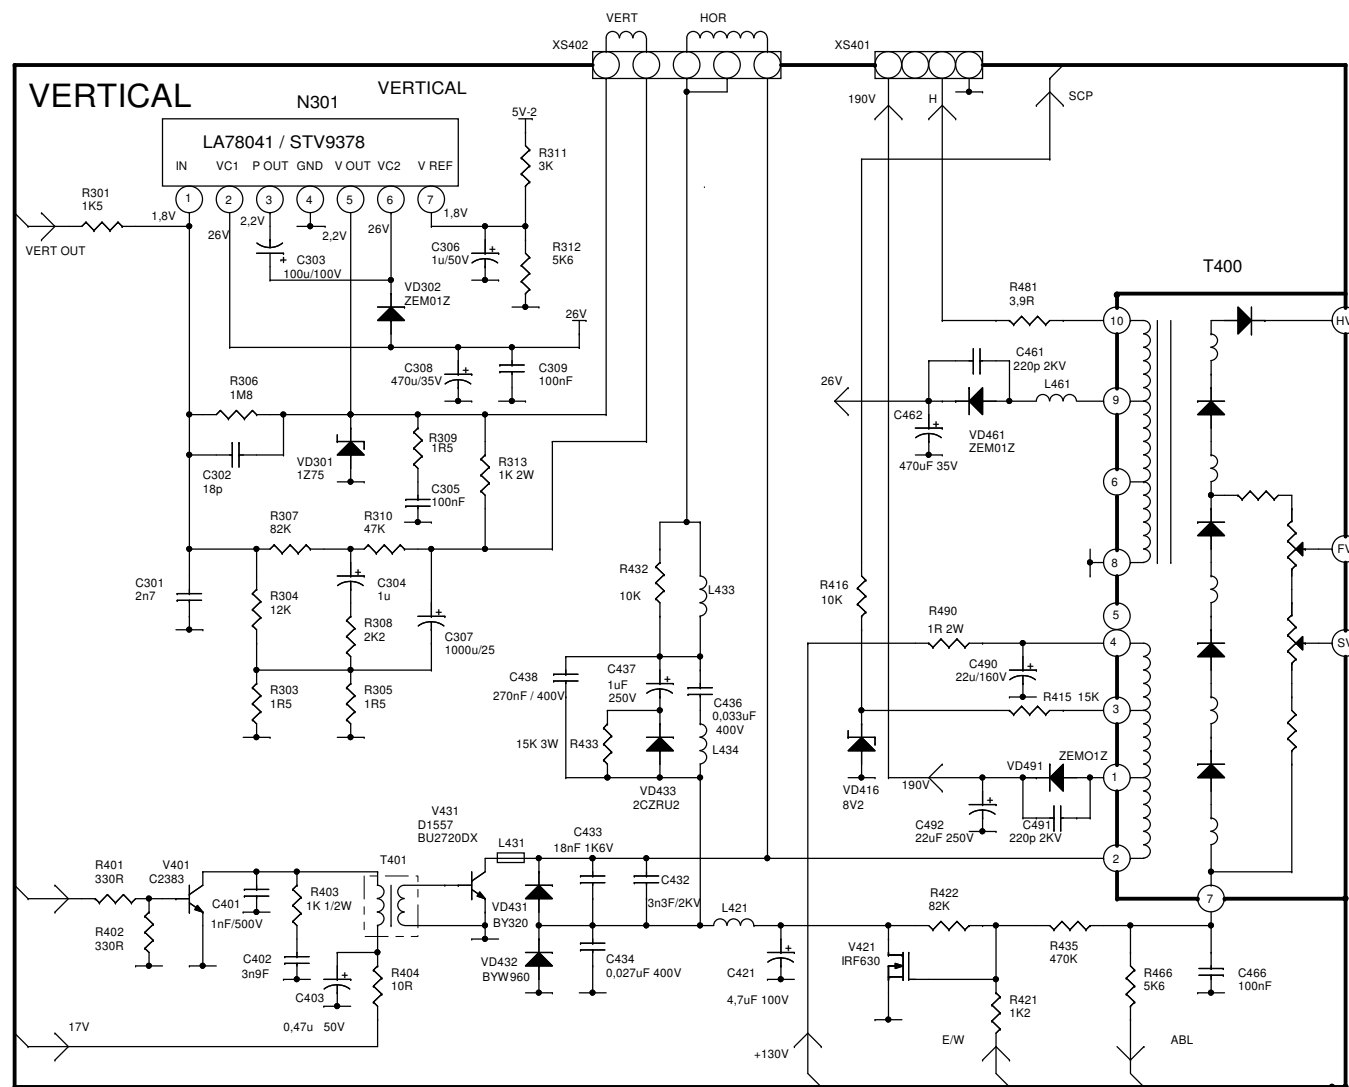 VERT
HOR
XS402
XS401
VERTICAL
VERTICAL
N301
190V
H
SCP
LA78041 / STV9378
IN
VC1
P OUT
GND
V OUT
VC2
V REF
1
2
3
4
5
6
7
5V-2
R311
3K
R301
1K5
1,8V
26V
2,2V
2,2V
26V
1,8V
VERT OUT
C303
100u/100V
C306
1u/50V
R312
5K6
VD302
ZEM01Z
26V
C308
470u/35V
C309
100nF
T400
R481
3,9R
10
HV
C461
220p 2KV
L461
26V
9
C462
VD461
ZEM01Z
470uF 35V
6
R306
1M8
C302
18p
VD301
1Z75
R309
1R5
C305
100nF
R313
1K 2W
R307
82K
R310
47K
8
C301
2n7
R304
12K
C304
1u
R308
2K2
C307
1000u/25
R303
1R5
R305
1R5
R432
10K
L433
R416
10K
5
R490
1R 2W
4
C490
22u/160V
R415 15K
3
C438
270nF / 400V
C437
1uF
250V
C436
0,033uF
400V
15K 3W
R433
L434
VD433
2CZRU2
VD416
8V2
190V
VD491
ZEMO1Z
1
C492
22uF 250V
C491
220p 2KV
2
V431
D1557
BU2720DX
L431
C433
18nF 1K6V
C432
3n3F/2KV
R401
330R
V401
C2383
R402
330R
C401
1nF/500V
R403
1K 1/2W
T401
VD431
BY320
C402
3n9F
C403
0,47u 50V
R404
10R
VD432
BYW960
C434
0,027uF 400V
L421
C421
4,7uF 100V
V421
IRF630
R422
82K
R435
470K
7
R421
1K2
R466
5K6
C466
100nF
17V
+130V
E/W
ABL